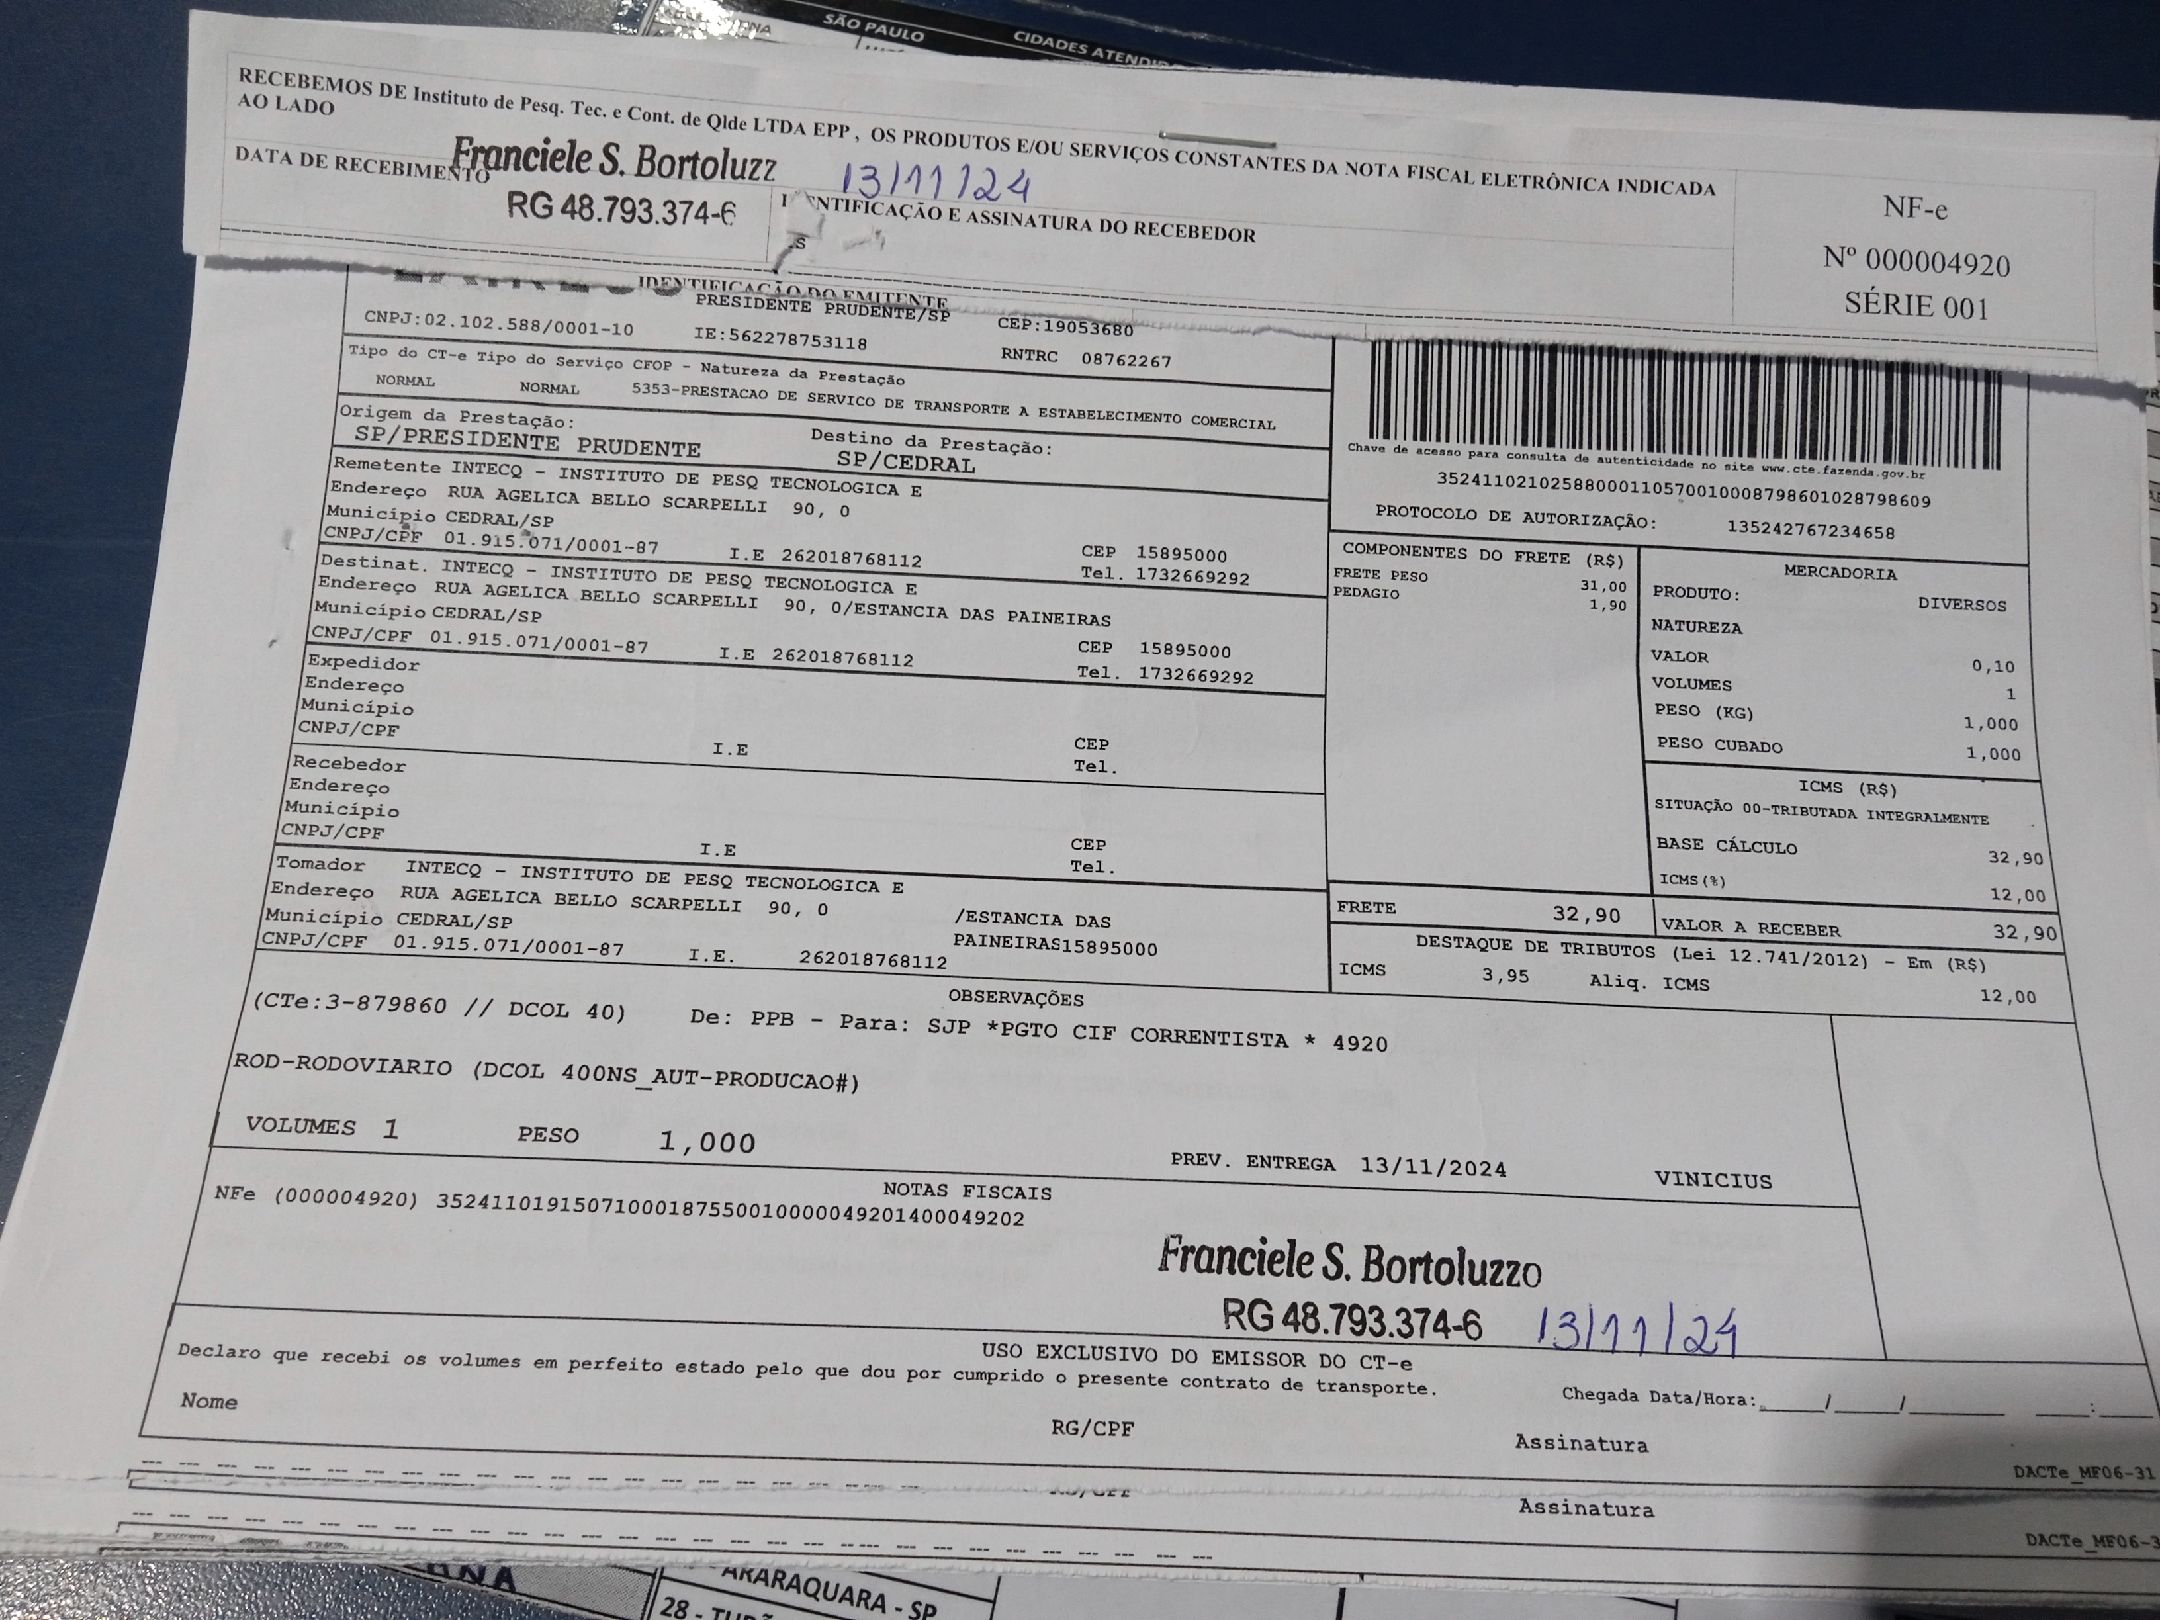 SÃO PAULO
CIDADES ATENDID
RECEBEMOS DE Instituto de Pesq. Tec. e Cont. de Qlde LTDA EPP , OS PRODUTOS E/OU SERVIÇOS CONSTANTES DA NOTA FISCAL ELETRÔNICA INDICADA
AO LADO
DATA DE RECEBIMENTO
Franciele S. Bortoluzz
RG 48.793.374-6
13/11/24
IDENTIFICAÇÃO E ASSINATURA DO RECEBEDOR
NF-e
Nº 000004920
SÉRIE 001
IDENTIFICAÇÃO DO EMITENTE
PRESIDENTE PRUDENTE/SP CEP:19053680
CNPJ:02.102.588/0001-10 IE:562278753118 RNTRC 08762267
Tipo do CT-e Tipo do Serviço CFOP - Natureza da Prestação
NORMAL NORMAL 5353-PRESTACAO DE SERVICO DE TRANSPORTE A ESTABELECIMENTO COMERCIAL
Origem da Prestação: Destino da Prestação:
SP/PRESIDENTE PRUDENTE SP/CEDRAL
Remetente INTECQ - INSTITUTO DE PESQ TECNOLOGICA E
Endereço RUA AGELICA BELLO SCARPELLI 90, 0
Município CEDRAL/SP CEP 15895000
CNPJ/CPF 01.915.071/0001-87 I.E 262018768112 Tel. 1732669292
Destinat. INTECQ - INSTITUTO DE PESQ TECNOLOGICA E
Endereço RUA AGELICA BELLO SCARPELLI 90, 0/ESTANCIA DAS PAINEIRAS
Município CEDRAL/SP CEP 15895000
CNPJ/CPF 01.915.071/0001-87 I.E 262018768112 Tel. 1732669292
Expedidor
Endereço
Município CEP
CNPJ/CPF I.E Tel.
Recebedor
Endereço
Município CEP
CNPJ/CPF I.E Tel.
Tomador INTECQ - INSTITUTO DE PESQ TECNOLOGICA E
Endereço RUA AGELICA BELLO SCARPELLI 90, 0 /ESTANCIA DAS
Município CEDRAL/SP PAINEIRAS15895000
CNPJ/CPF 01.915.071/0001-87 I.E. 262018768112
Chave de acesso para consulta de autenticidade no site www.cte.fazenda.gov.br
35241102102588000110570010008798601028798609
PROTOCOLO DE AUTORIZAÇÃO: 135242767234658
COMPONENTES DO FRETE (R$)
FRETE PESO 31,00
PEDAGIO 1,90
MERCADORIA
PRODUTO: DIVERSOS
NATUREZA
VALOR 0,10
VOLUMES 1
PESO (KG) 1,000
PESO CUBADO 1,000
ICMS (R$)
SITUAÇÃO 00-TRIBUTADA INTEGRALMENTE
BASE CÁLCULO 32,90
ICMS(%) 12,00
FRETE 32,90 VALOR A RECEBER 32,90
DESTAQUE DE TRIBUTOS (Lei 12.741/2012) - Em (R$)
ICMS 3,95 Aliq. ICMS 12,00
OBSERVAÇÕES
(CTe:3-879860 // DCOL 40) De: PPB - Para: SJP *PGTO CIF CORRENTISTA * 4920
ROD-RODOVIARIO (DCOL 400NS_AUT-PRODUCAO#)
VOLUMES 1 PESO 1,000 PREV. ENTREGA 13/11/2024 VINICIUS
NOTAS FISCAIS
NFe (000004920) 35241101915071000187550010000049201400049202
Franciele S. Bortoluzzo
RG 48.793.374-6 13/11/24
USO EXCLUSIVO DO EMISSOR DO CT-e
Declaro que recebi os volumes em perfeito estado pelo que dou por cumprido o presente contrato de transporte.
Chegada Data/Hora:_____/_____/_______ ____:____
Nome RG/CPF Assinatura
DACTe_MF06-31
Assinatura
DACTe_MF06-3
ARARAQUARA - SP
28 -